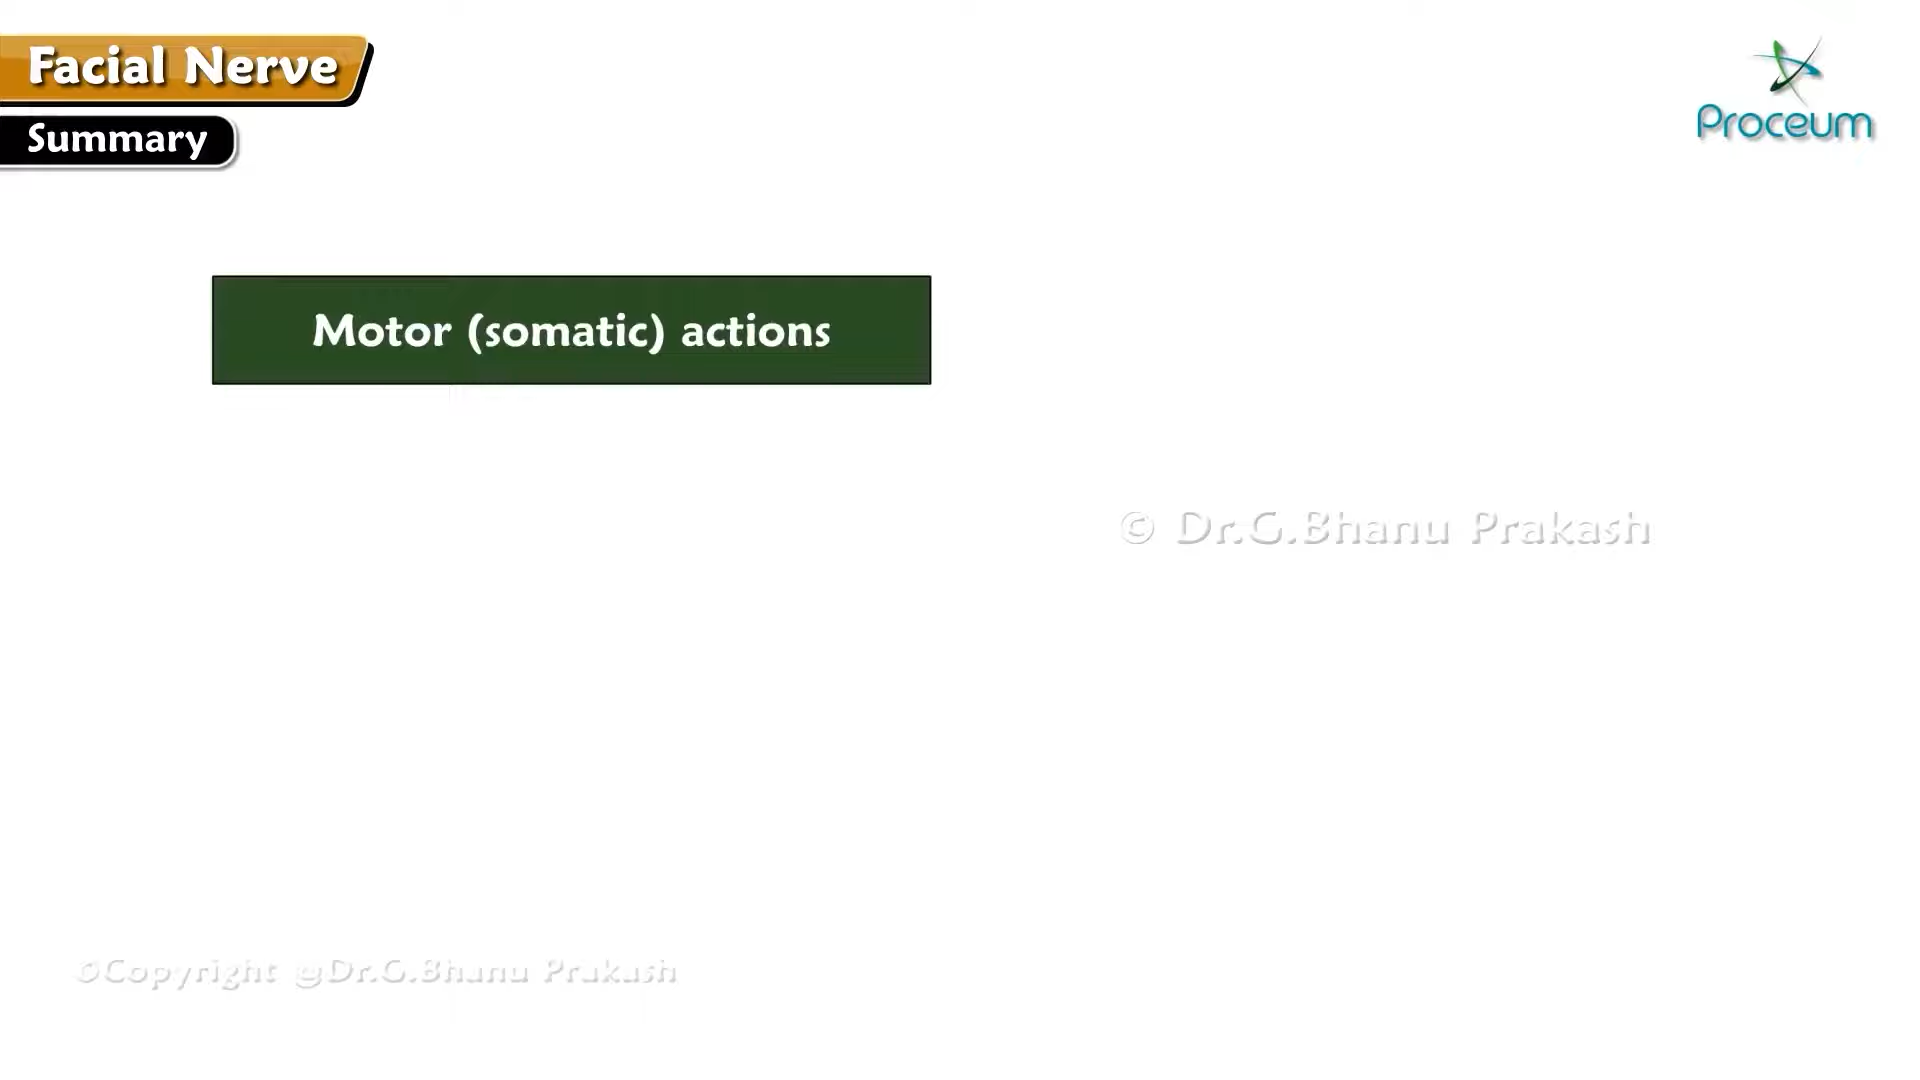 Facial Nerve
Summary
Proceum
Motor (somatic) actions
© Dr.G.Bhanu Prakash
©Copyright @Dr.G.Bhanu Prakash